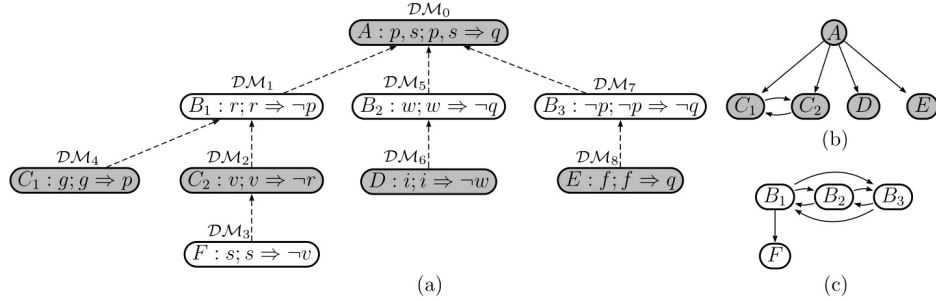 𝒟ℳ₀
A : p, s; p, s ⇒ q
𝒟ℳ₁ 𝒟ℳ₅ 𝒟ℳ₇
B₁ : r; r ⇒ ¬p B₂ : w; w ⇒ ¬q B₃ : ¬p; ¬p ⇒ ¬q
𝒟ℳ₄ 𝒟ℳ₂ 𝒟ℳ₆ 𝒟ℳ₈
C₁ : g; g ⇒ p C₂ : v; v ⇒ ¬r D : i; i ⇒ ¬w E : f; f ⇒ q
𝒟ℳ₃
F : s; s ⇒ ¬v
(a)
A
C₁ C₂ D E
(b)
B₁ B₂ B₃
F
(c)